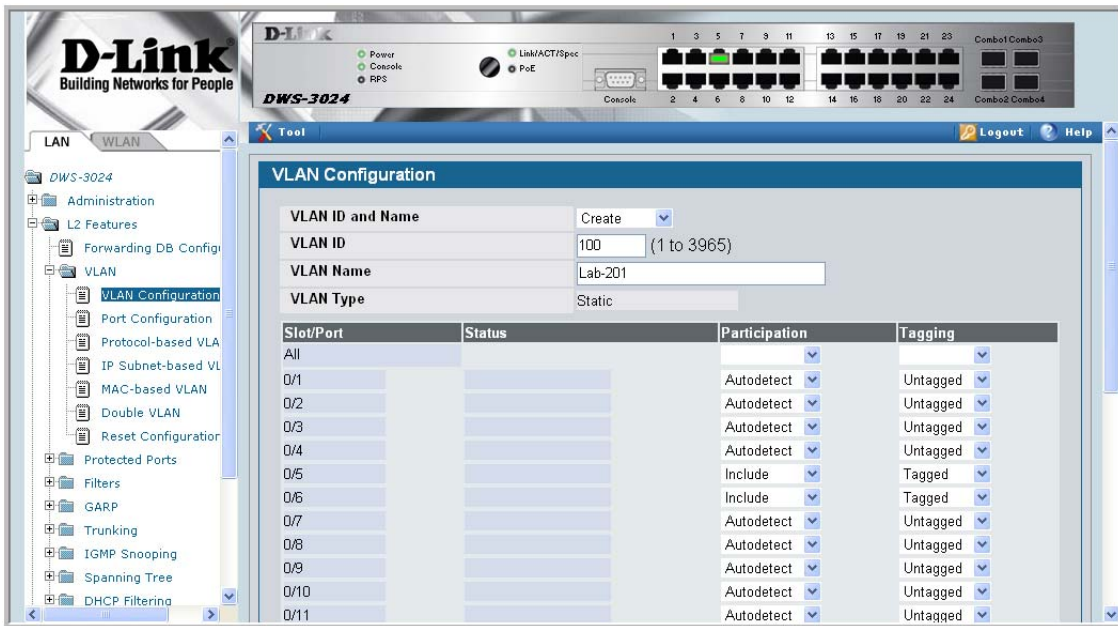 D-Link
Building Networks for People
D-Link
Power
Console
RPS
Link/ACT/Spec
PoE
DWS-3024
Console
1 3 5 7 9 11 13 15 17 19 21 23 Combo1 Combo3
2 4 6 8 10 12 14 16 18 20 22 24 Combo2 Combo4
LAN WLAN
Tool Logout Help
DWS-3024
Administration
L2 Features
Forwarding DB Config
VLAN
VLAN Configuration
Port Configuration
Protocol-based VLA
IP Subnet-based VL
MAC-based VLAN
Double VLAN
Reset Configuration
Protected Ports
Filters
GARP
Trunking
IGMP Snooping
Spanning Tree
DHCP Filtering
VLAN Configuration
VLAN ID and Name Create
VLAN ID 100 (1 to 3965)
VLAN Name Lab-201
VLAN Type Static
Slot/Port Status Participation Tagging
All
0/1 Autodetect Untagged
0/2 Autodetect Untagged
0/3 Autodetect Untagged
0/4 Autodetect Untagged
0/5 Include Tagged
0/6 Include Tagged
0/7 Autodetect Untagged
0/8 Autodetect Untagged
0/9 Autodetect Untagged
0/10 Autodetect Untagged
0/11 Autodetect Untagged